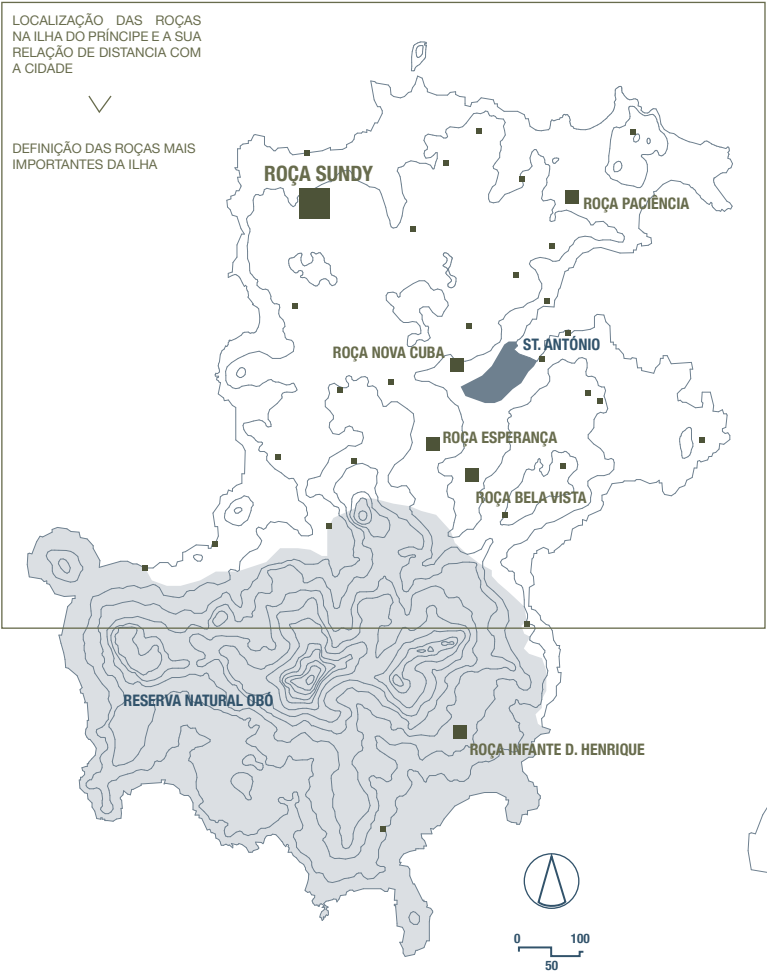 LOCALIZAÇÃO DAS ROÇAS
NA ILHA DO PRÍNCIPE E A SUA
RELAÇÃO DE DISTANCIA COM
A CIDADE
DEFINIÇÃO DAS ROÇAS MAIS
IMPORTANTES DA ILHA
ROÇA SUNDY
ROÇA PACIÊNCIA
ST. ANTÓNIO
ROÇA NOVA CUBA
ROÇA ESPERANÇA
ROÇA BELA VISTA
RESERVA NATURAL OBÓ
ROÇA INFANTE D. HENRIQUE
0 100
50